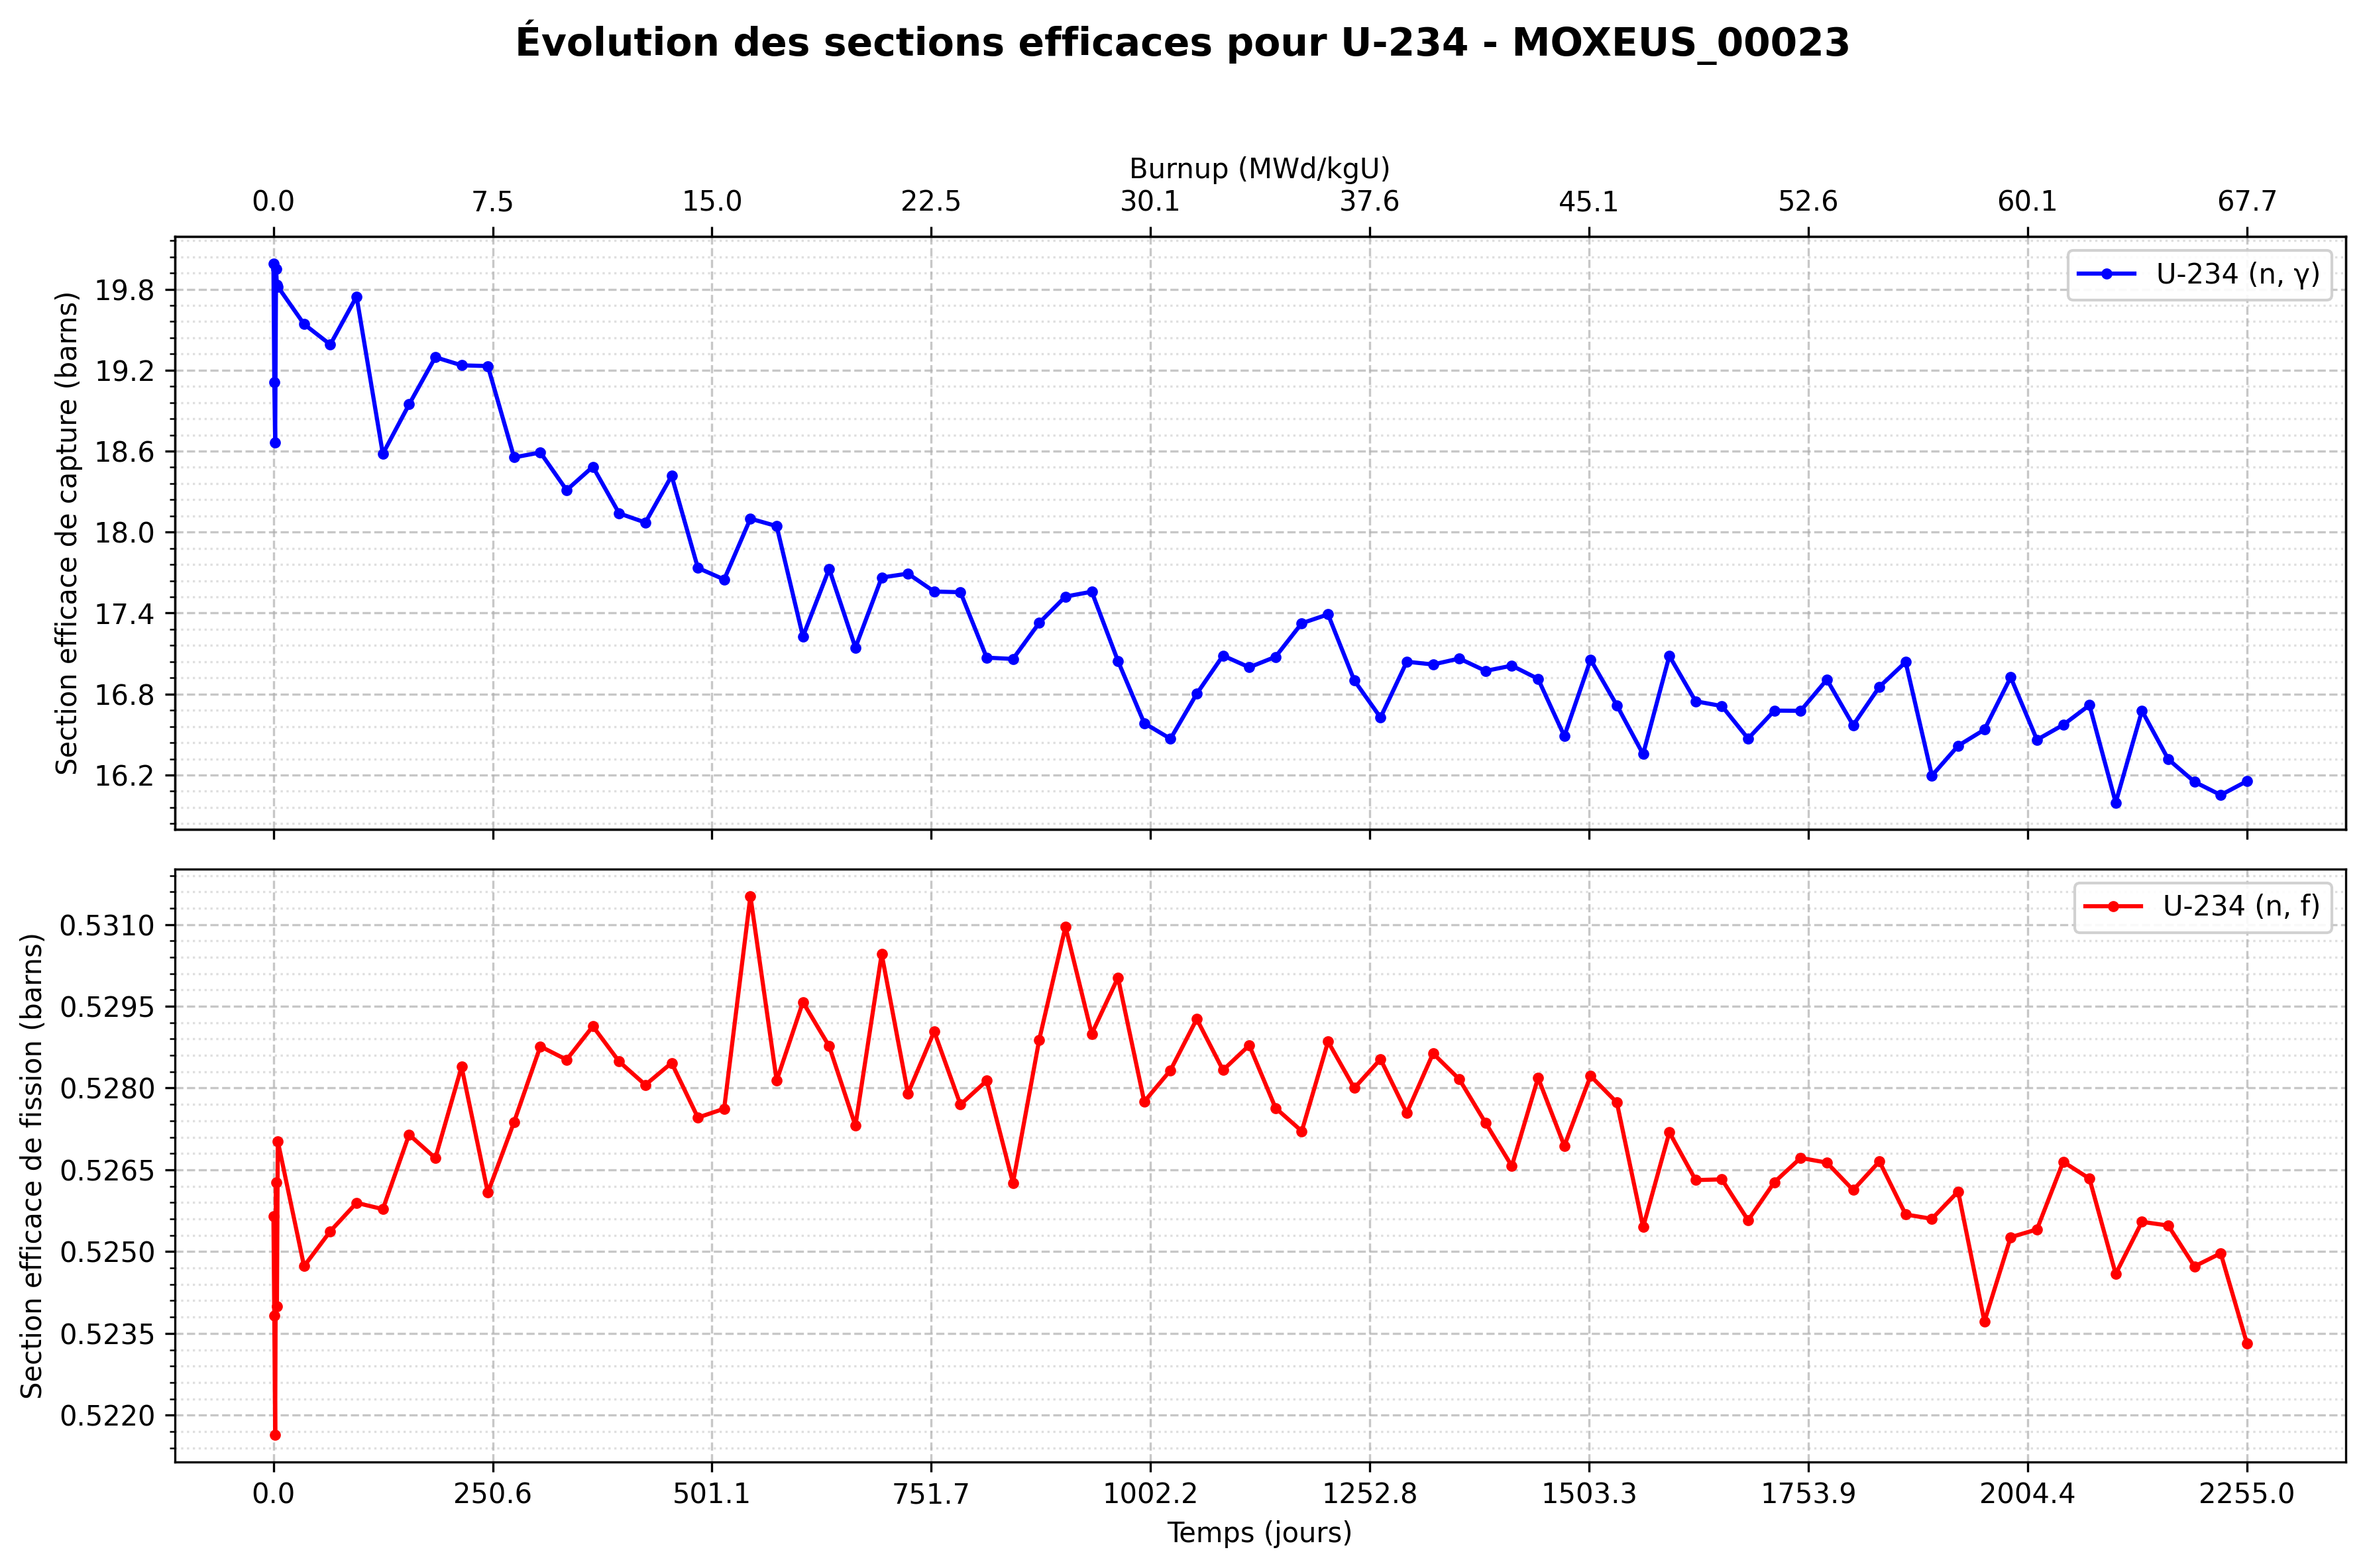 Évolution des sections efficaces pour U-234 - MOXEUS_00023
Burnup (MWd/kgU)
0.0 7.5 15.0 22.5 30.1 37.6 45.1 52.6 60.1 67.7
Section efficace de capture (barns)
19.8
19.2
18.6
18.0
17.4
16.8
16.2
U-234 (n, γ)
Section efficace de fission (barns)
0.5310
0.5295
0.5280
0.5265
0.5250
0.5235
0.5220
U-234 (n, f)
0.0 250.6 501.1 751.7 1002.2 1252.8 1503.3 1753.9 2004.4 2255.0
Temps (jours)